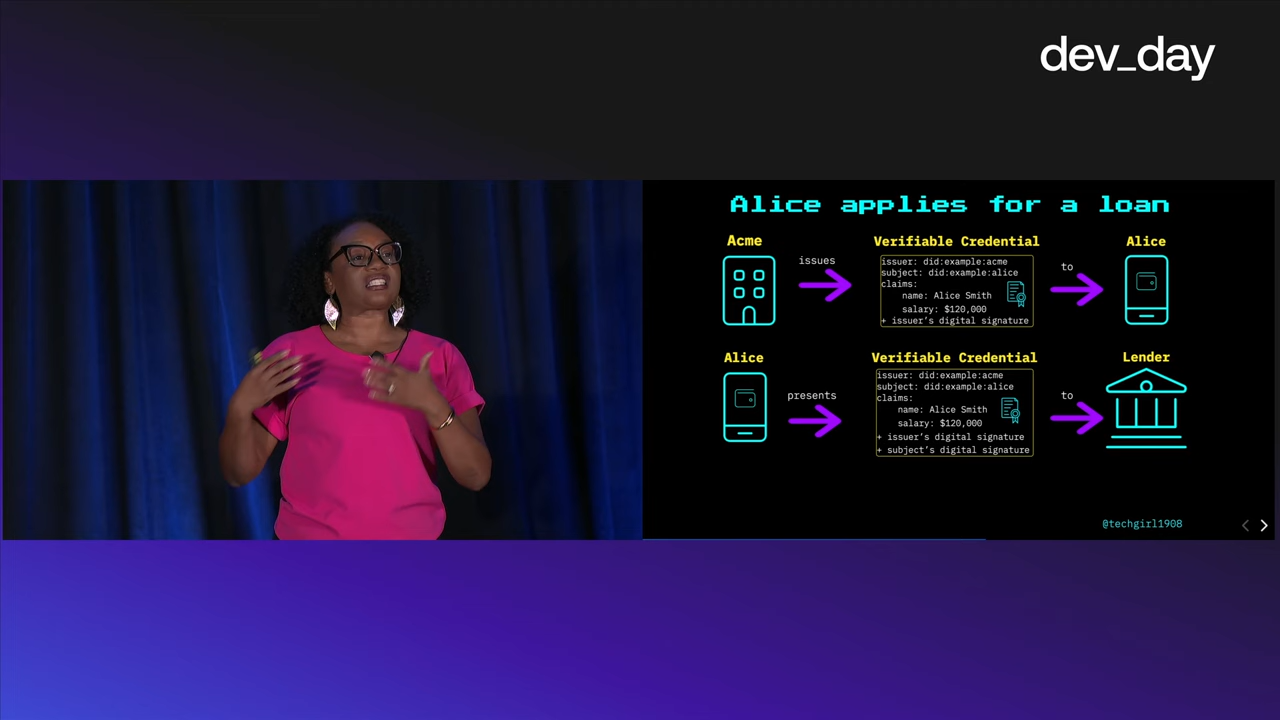 dev_day
Alice applies for a loan
Acme
issues
Verifiable Credential
issuer: did:example:acme
subject: did:example:alice
claims:
name: Alice Smith
salary: $120,000
+ issuer's digital signature
to
Alice
Alice
presents
Verifiable Credential
issuer: did:example:acme
subject: did:example:alice
claims:
name: Alice Smith
salary: $120,000
+ issuer's digital signature
+ subject's digital signature
to
Lender
@techgirl1908